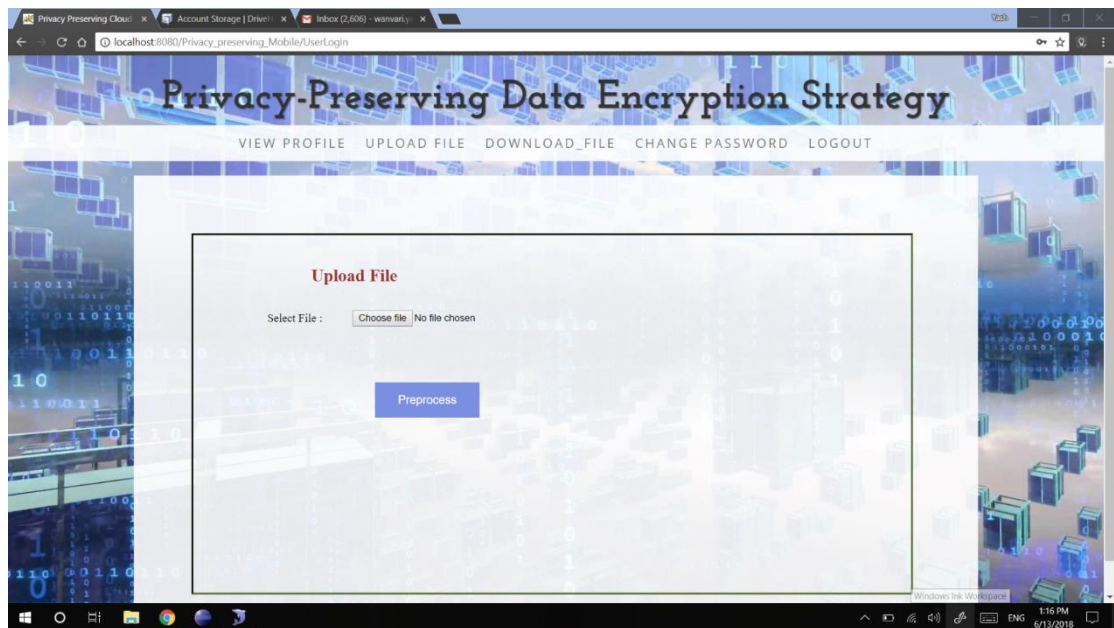 Privacy Preserving Cloud
Account Storage | DriveH
Inbox (2,606) - wanvari.y
Yash
localhost:8080/Privacy_preserving_Mobile/UserLogin
Privacy-Preserving Data Encryption Strategy
VIEW PROFILE UPLOAD FILE DOWNLOAD_FILE CHANGE PASSWORD LOGOUT
Upload File
Select File : Choose file No file chosen
Preprocess
Windows Ink Workspace
ENG
1:16 PM
6/13/2018